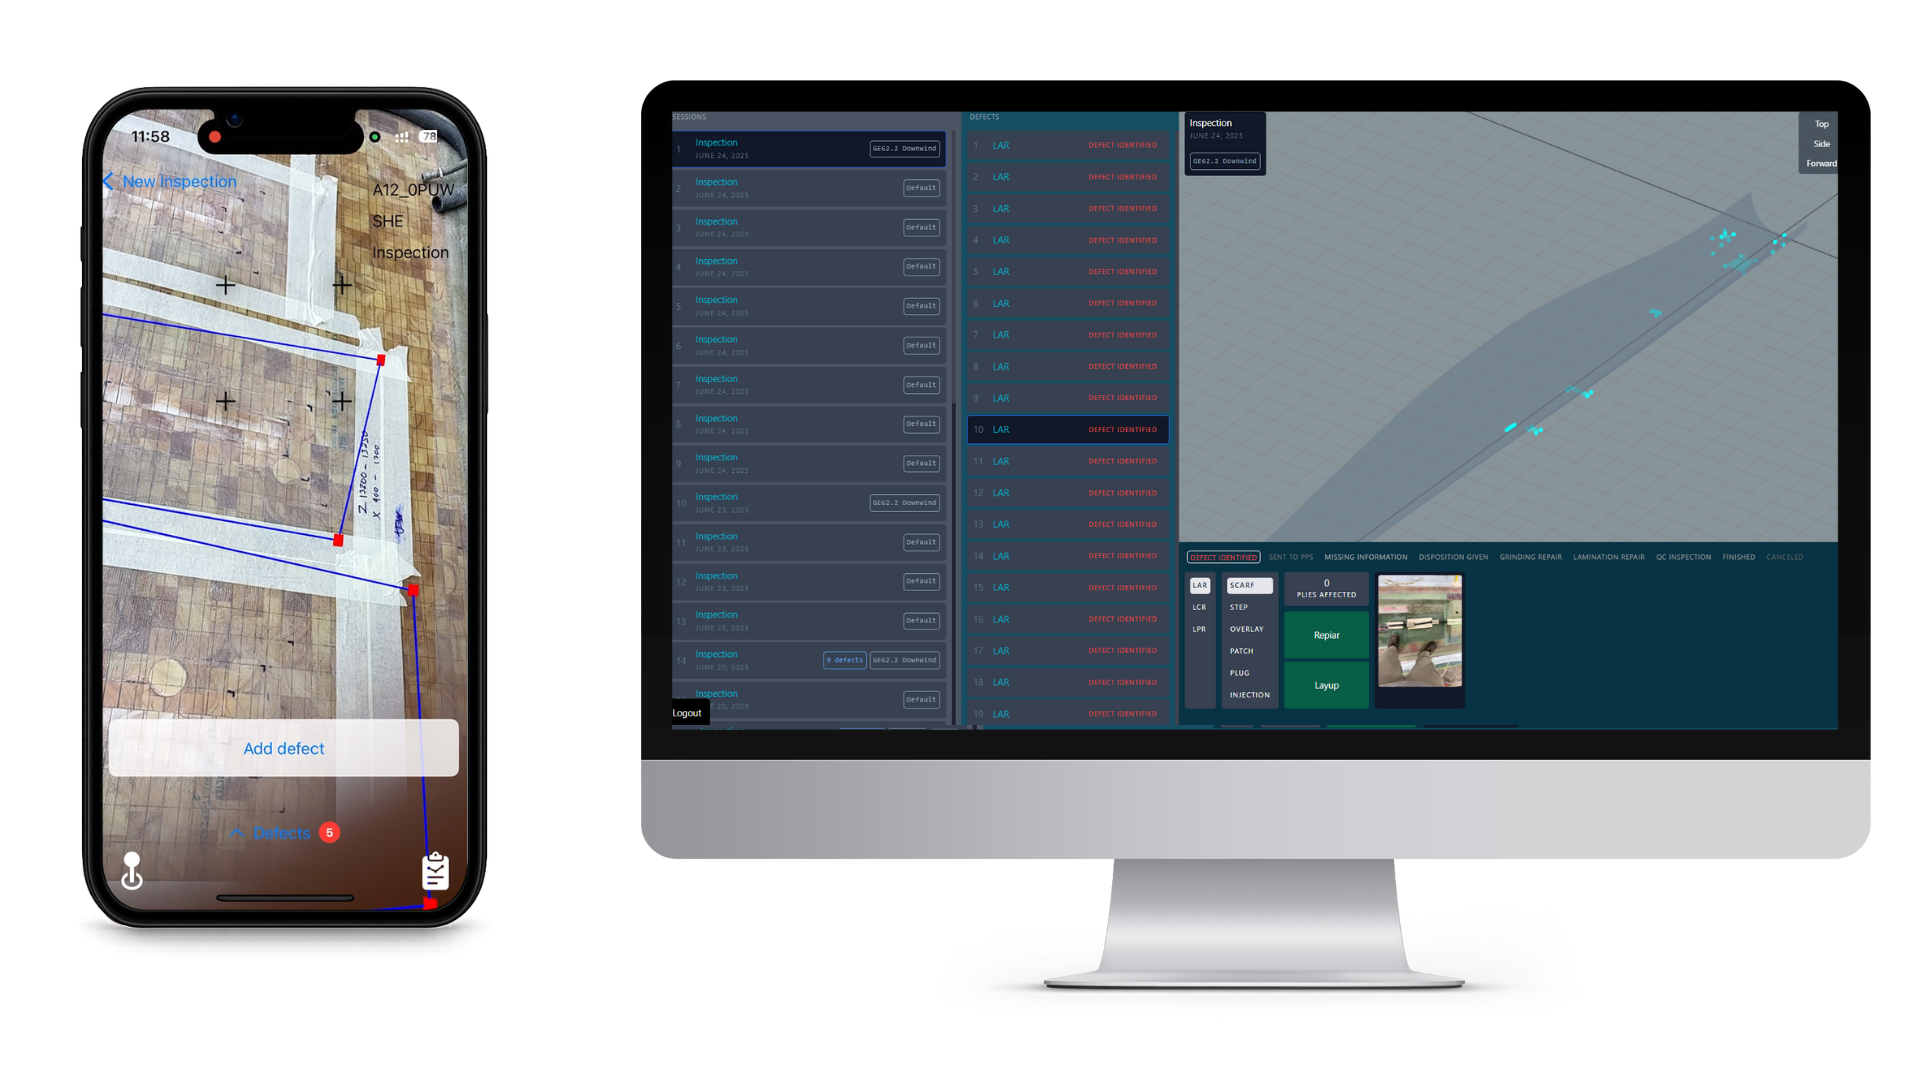 11:58
78
New Inspection
A12_0PUW
SHE
Inspection
Z 13200 - 13250
X 900 - 1200
Add defect
Defects 5
SESSIONS
1 Inspection
JUNE 24, 2025
GE62.2 Downwind
2 Inspection
JUNE 24, 2025
Default
3 Inspection
JUNE 24, 2025
Default
4 Inspection
JUNE 24, 2025
Default
5 Inspection
JUNE 24, 2025
Default
6 Inspection
JUNE 24, 2025
Default
7 Inspection
JUNE 24, 2025
Default
8 Inspection
JUNE 24, 2025
Default
9 Inspection
JUNE 24, 2025
Default
10 Inspection
JUNE 23, 2025
GE62.2 Downwind
11 Inspection
JUNE 23, 2025
Default
12 Inspection
JUNE 23, 2025
Default
13 Inspection
JUNE 23, 2025
Default
14 Inspection
JUNE 20, 2025
9 defects GE62.2 Downwind
Inspection
20, 2025
Default
Logout
DEFECTS
1 LAR DEFECT IDENTIFIED
2 LAR DEFECT IDENTIFIED
3 LAR DEFECT IDENTIFIED
4 LAR DEFECT IDENTIFIED
5 LAR DEFECT IDENTIFIED
6 LAR DEFECT IDENTIFIED
7 LAR DEFECT IDENTIFIED
8 LAR DEFECT IDENTIFIED
9 LAR DEFECT IDENTIFIED
10 LAR DEFECT IDENTIFIED
11 LAR DEFECT IDENTIFIED
12 LAR DEFECT IDENTIFIED
13 LAR DEFECT IDENTIFIED
14 LAR DEFECT IDENTIFIED
15 LAR DEFECT IDENTIFIED
16 LAR DEFECT IDENTIFIED
17 LAR DEFECT IDENTIFIED
18 LAR DEFECT IDENTIFIED
19 LAR DEFECT IDENTIFIED
Inspection
JUNE 24, 2025
GE62.2 Downwind
Top
Side
Forward
DEFECT IDENTIFIED SENT TO PPS MISSING INFORMATION DISPOSITION GIVEN GRINDING REPAIR LAMINATION REPAIR QC INSPECTION FINISHED CANCELED
LAR
LCR
LPR
SCARF
STEP
OVERLAY
PATCH
PLUG
INJECTION
0
PLIES AFFECTED
Repiar
Layup